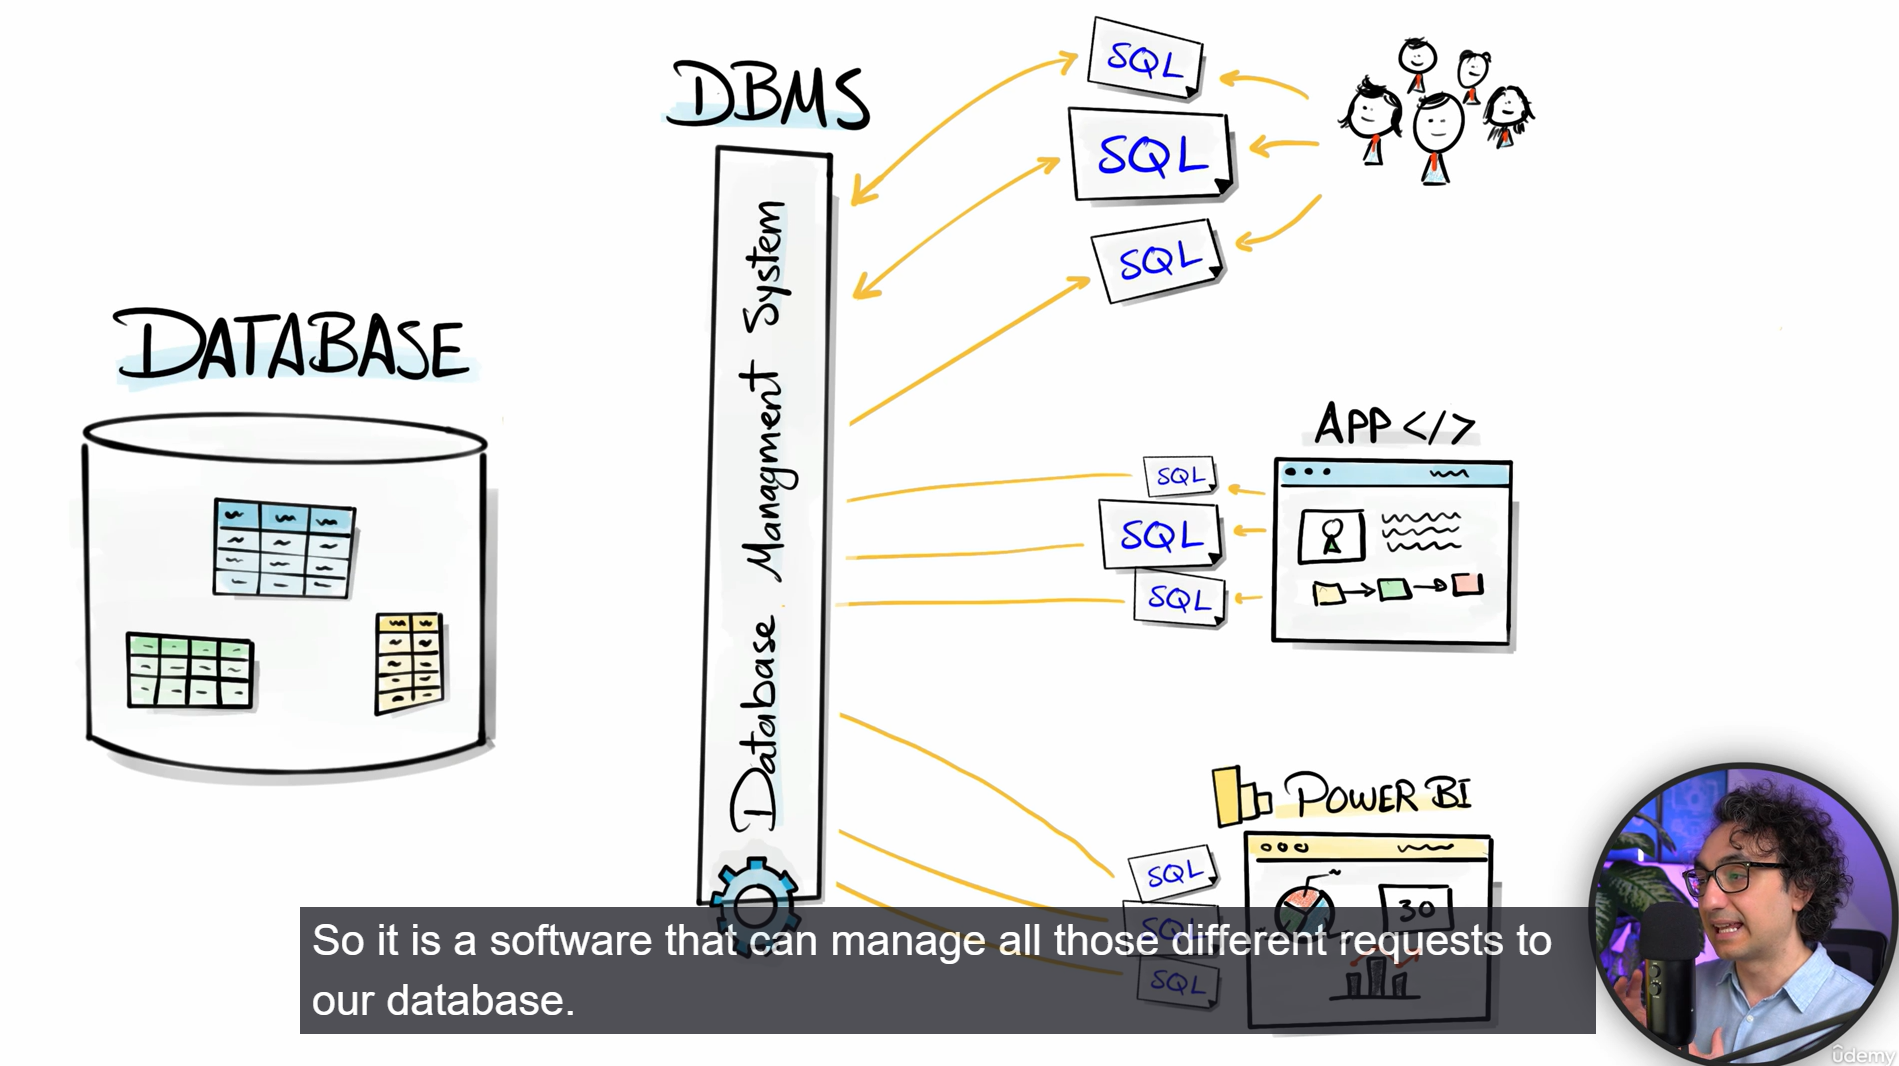 DBMS
SQL
SQL
SQL
DATABASE
Database Managment System
APP </>
SQL
SQL
SQL
POWER BI
SQL
SQL
SQL
30
So it is a software that can manage all those different requests to
our database.
ûdemy